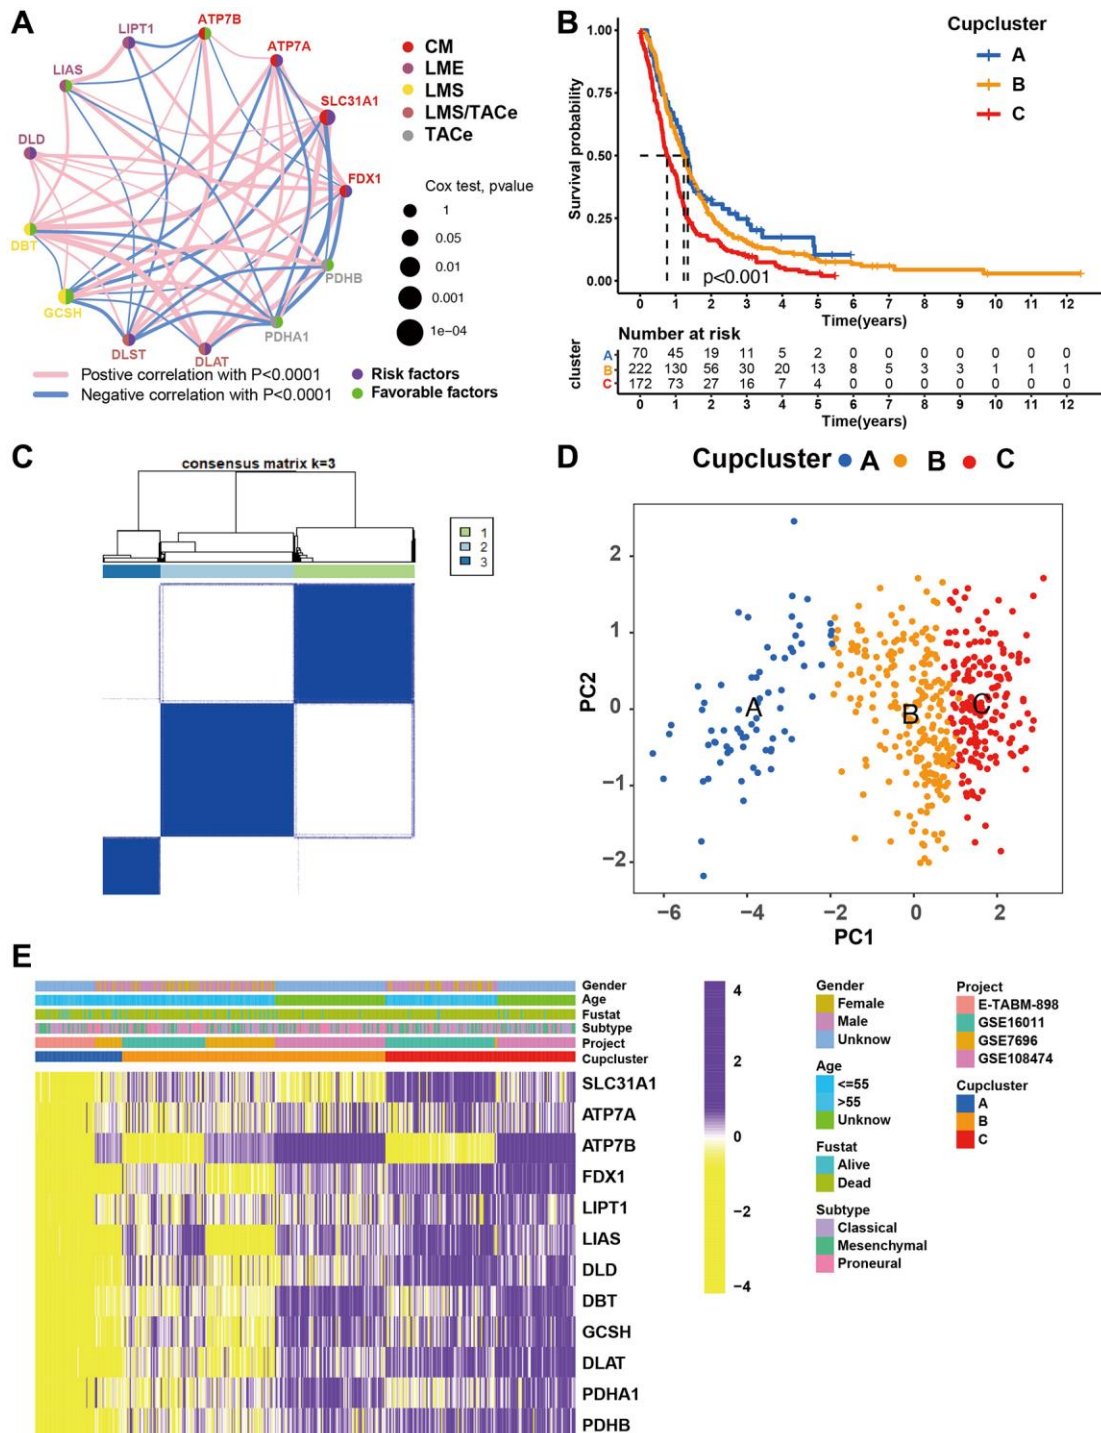 A
ATP7B
LIPT1
ATP7A
LIAS
SLC31A1
DLD
FDX1
DBT
PDHB
GCSH
PDHA1
DLST
DLAT
CM
LME
LMS
LMS/TACe
TACe
Cox test, pvalue
1
0.05
0.01
0.001
1e−04
Postive correlation with P<0.0001
Negative correlation with P<0.0001
Risk factors
Favorable factors
B
Cupcluster
A
B
C
Survival probability
1.00
0.75
0.50
0.25
0.00
p<0.001
0 1 2 3 4 5 6 7 8 9 10 11 12
Time(years)
Number at risk
cluster
A 70 45 19 11 5 2 0 0 0 0 0 0 0
B 222 130 56 30 20 13 8 5 3 3 1 1 1
C 172 73 27 16 7 4 0 0 0 0 0 0 0
0 1 2 3 4 5 6 7 8 9 10 11 12
Time(years)
C
consensus matrix k=3
1
2
3
D
Cupcluster A B C
PC2
2
1
0
−1
−2
A
B
C
−6 −4 −2 0 2
PC1
E
Gender
Age
Fustat
Subtype
Project
Cupcluster
SLC31A1
ATP7A
ATP7B
FDX1
LIPT1
LIAS
DLD
DBT
GCSH
DLAT
PDHA1
PDHB
4
2
0
−2
−4
Gender
Female
Male
Unknow
Age
<=55
>55
Unknow
Fustat
Alive
Dead
Subtype
Classical
Mesenchymal
Proneural
Project
E-TABM-898
GSE16011
GSE7696
GSE108474
Cupcluster
A
B
C